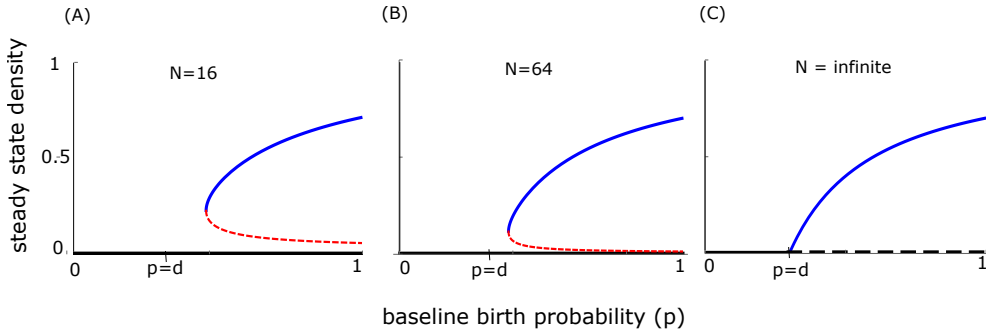 (A)
(B)
(C)
steady state density
1
0.5
0
N=16
0
p=d
1
N=64
0
p=d
1
N = infinite
0
p=d
1
baseline birth probability (p)